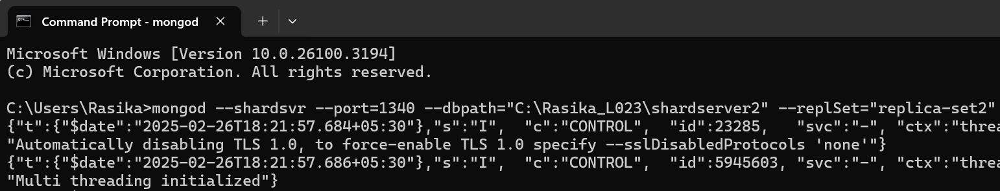 Command Prompt - mongod
Microsoft Windows [Version 10.0.26100.3194]
(c) Microsoft Corporation. All rights reserved.
C:\Users\Rasika>mongod --shardsvr --port=1340 --dbpath="C:\Rasika_L023\shardserver2" --replSet="replica-set2"
{"t":{"$date":"2025-02-26T18:21:57.684+05:30"},"s":"I",  "c":"CONTROL",  "id":23285,   "svc":"-", "ctx":"threa
"Automatically disabling TLS 1.0, to force-enable TLS 1.0 specify --sslDisabledProtocols 'none'"}
{"t":{"$date":"2025-02-26T18:21:57.686+05:30"},"s":"I",  "c":"CONTROL",  "id":5945603, "svc":"-", "ctx":"threa
"Multi threading initialized"}